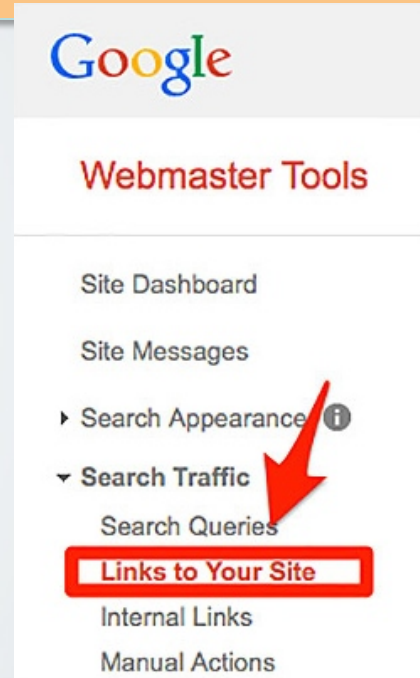 Google
Webmaster Tools
Site Dashboard
Site Messages
Search Appearance i
Search Traffic
Search Queries
Links to Your Site
Internal Links
Manual Actions